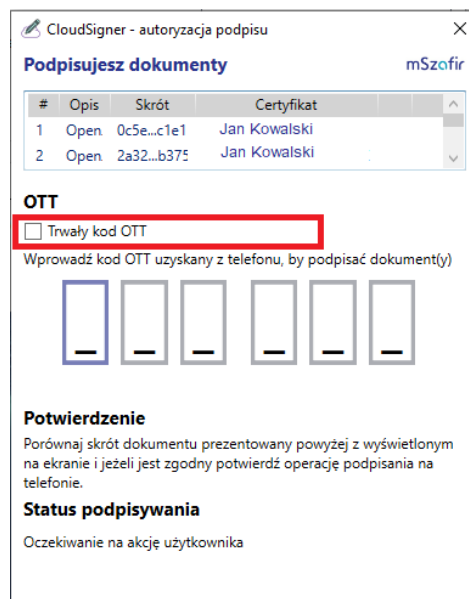 CloudSigner - autoryzacja podpisu
Podpisujesz dokumenty mSzafir
# Opis Skrót Certyfikat
1 Open 0c5e...c1e1 Jan Kowalski
2 Open 2a32...b375 Jan Kowalski
OTT
Trwały kod OTT
Wprowadź kod OTT uzyskany z telefonu, by podpisać dokument(y)
Potwierdzenie
Porównaj skrót dokumentu prezentowany powyżej z wyświetlonym
na ekranie i jeżeli jest zgodny potwierdź operację podpisania na
telefonie.
Status podpisywania
Oczekiwanie na akcję użytkownika